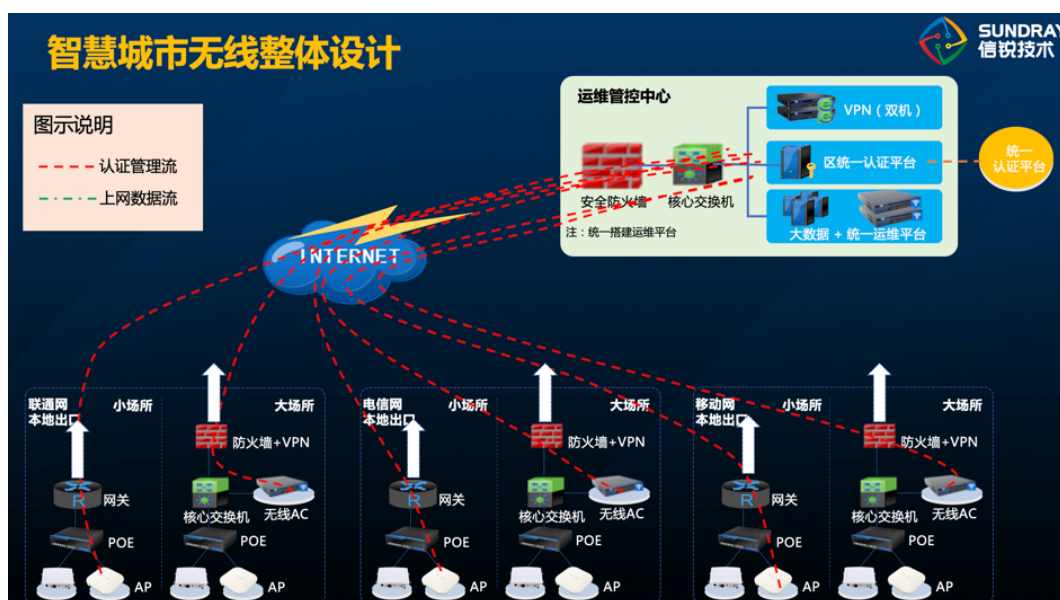 智慧城市无线整体设计
SUNDRAY
信锐技术
图示说明
认证管理流
上网数据流
运维管控中心
VPN（双机）
区统一认证平台
统一
认证平台
安全防火墙
核心交换机
大数据 + 统一运维平台
注：统一搭建运维平台
INTERNET
联通网
本地出口
小场所
大场所
防火墙+VPN
R
网关
核心交换机
无线AC
POE
POE
AP
AP
电信网
本地出口
小场所
大场所
防火墙+VPN
R
网关
核心交换机
无线AC
POE
POE
AP
AP
移动网
本地出口
小场所
大场所
防火墙+VPN
R
网关
核心交换机
无线AC
POE
POE
AP
AP